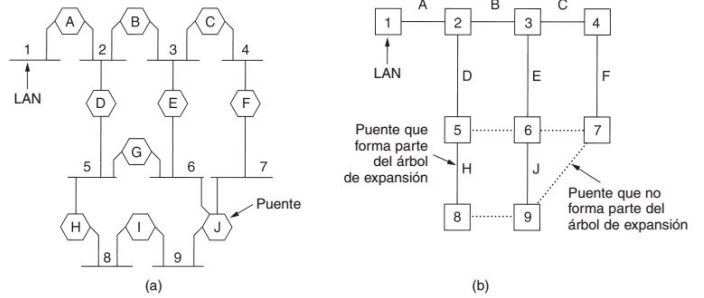 A B C
1 2 3 4
LAN
D E F
G
5 6 7
Puente
H I J
8 9
(a)
A B C
1 2 3 4
LAN
D E F
Puente que
forma parte
del árbol
de expansión
5 6 7
H J
Puente que no
forma parte del
árbol de expansión
8 9
(b)